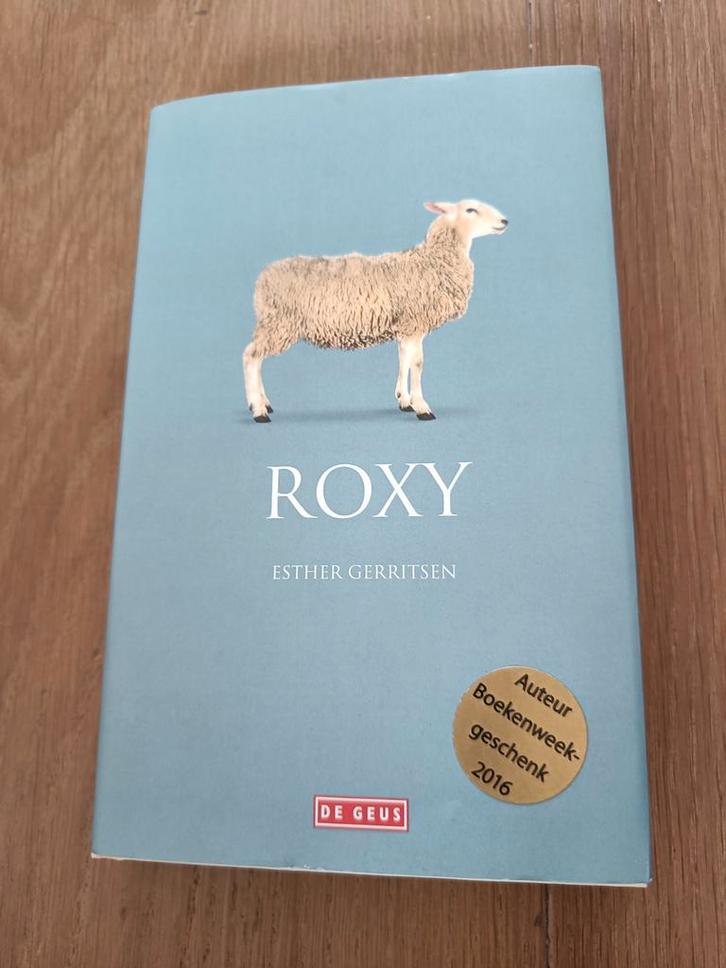 ROXY
ESTHER GERRITSEN
Auteur
Boekenweek-
geschenk
2016
DE GEUS